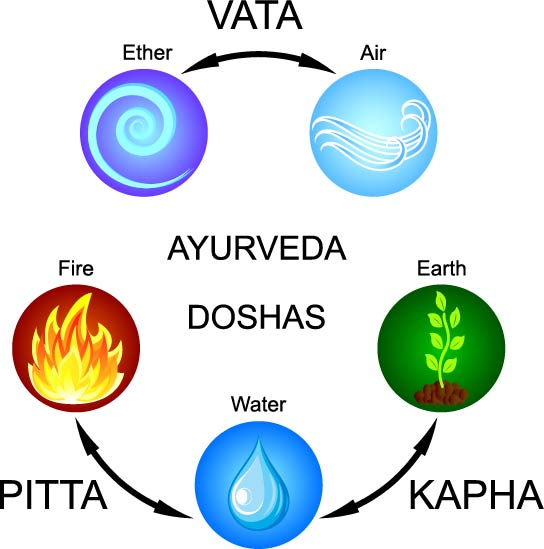 VATA
Ether
Air
AYURVEDA
Fire
Earth
DOSHAS
Water
PITTA
KAPHA